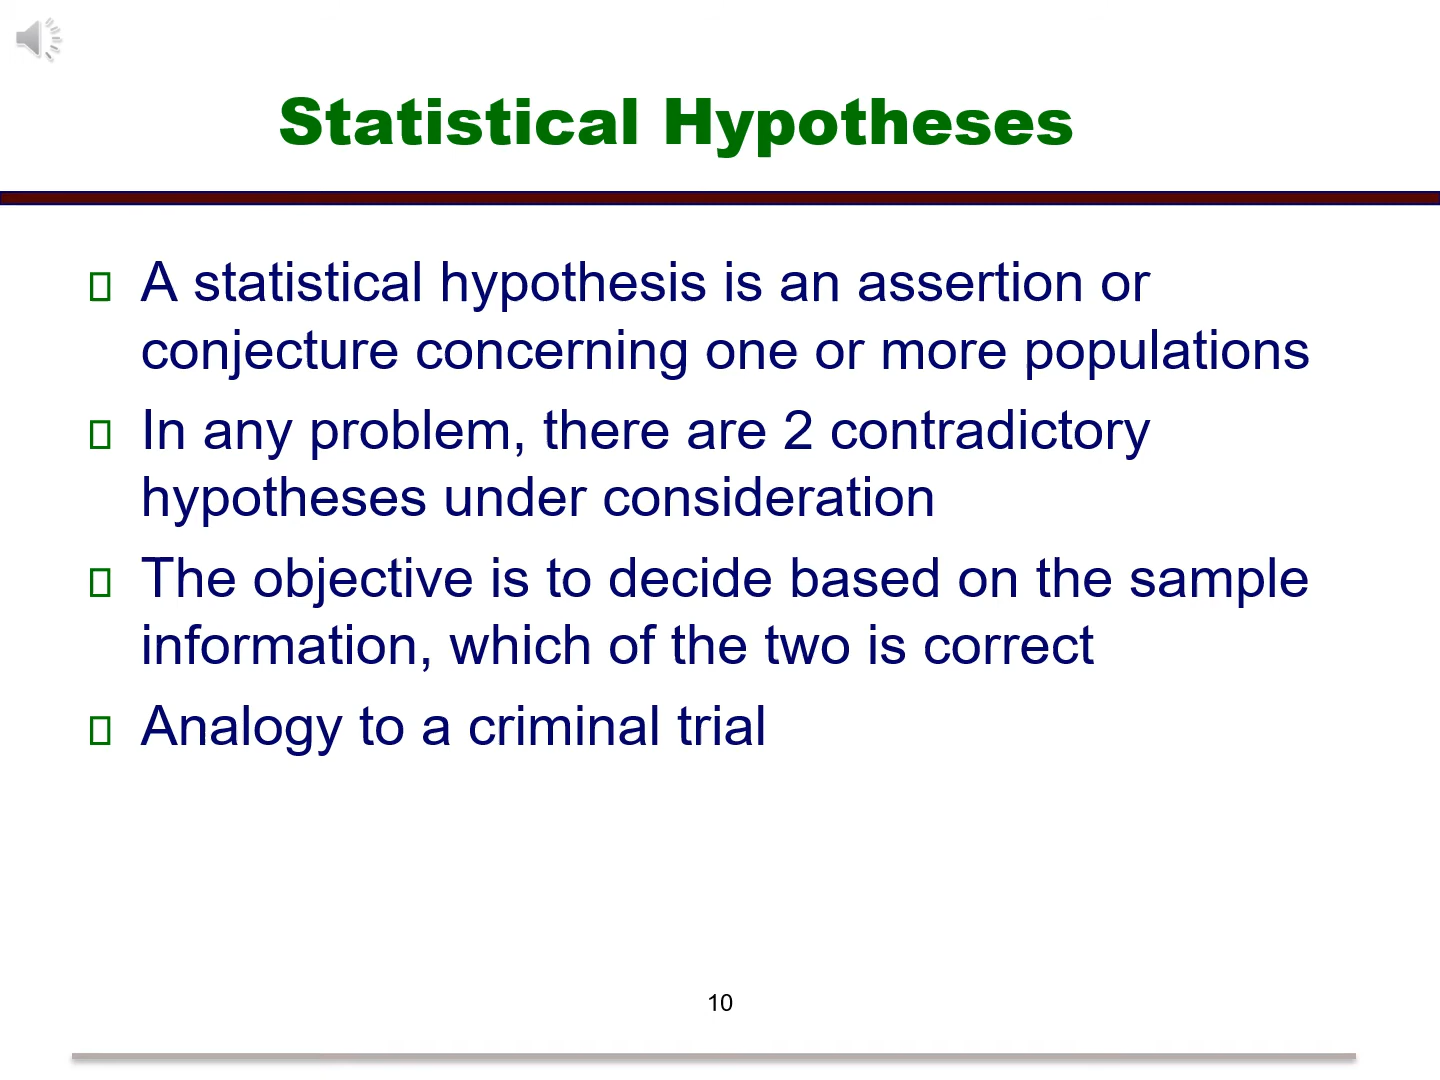 Statistical Hypotheses
A statistical hypothesis is an assertion or
conjecture concerning one or more populations
In any problem, there are 2 contradictory
hypotheses under consideration
The objective is to decide based on the sample
information, which of the two is correct
Analogy to a criminal trial
10